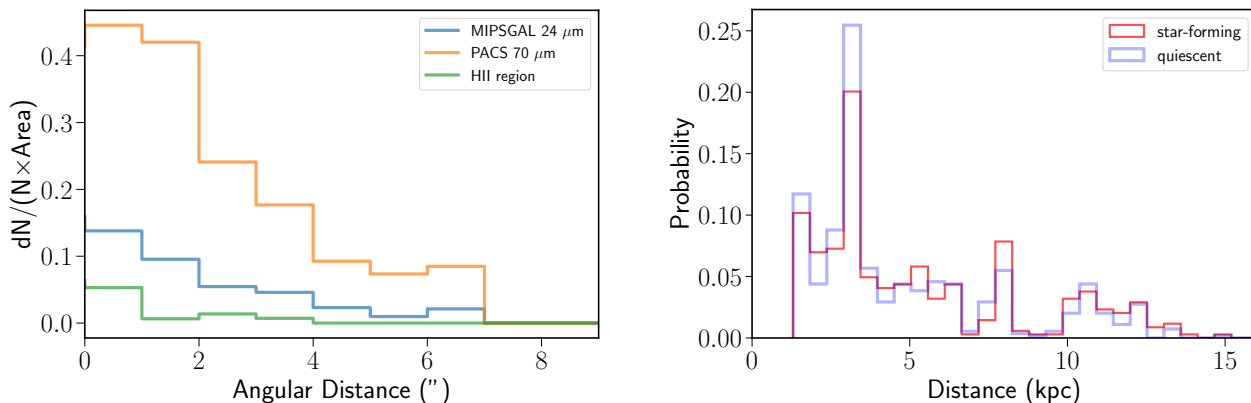 dN/(N×Area)
0.4
0.3
0.2
0.1
0.0
0
2
4
6
8
Angular Distance (")
MIPSGAL 24 μm
PACS 70 μm
HII region
Probability
0.25
0.20
0.15
0.10
0.05
0.00
0
5
10
15
Distance (kpc)
star-forming
quiescent